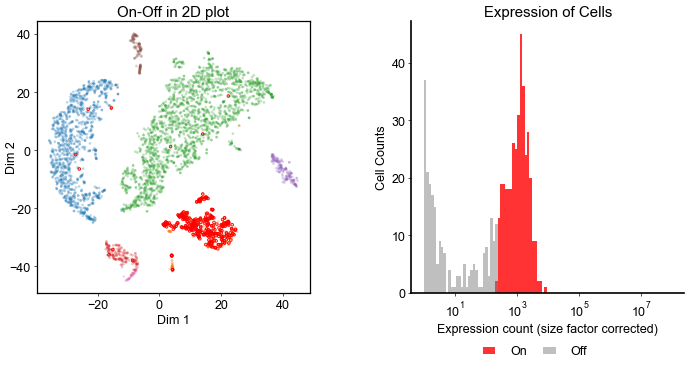 On-Off in 2D plot
40
20
0
−20
−40
Dim 2
−20 0 20 40
Dim 1
Expression of Cells
40
30
20
10
0
Cell Counts
10^1 10^3 10^5 10^7
Expression count (size factor corrected)
On Off